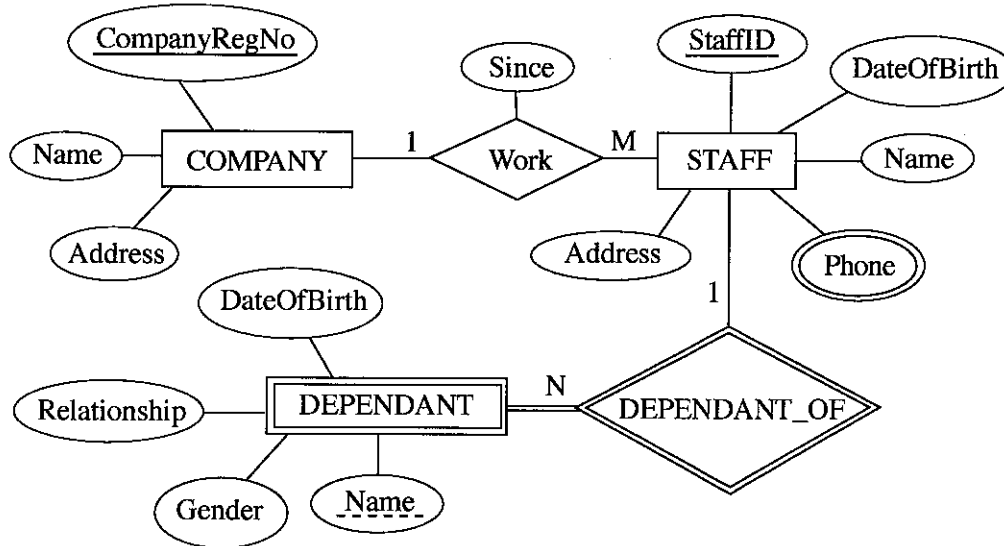 CompanyRegNo
StaffID
Since
DateOfBirth
Name
COMPANY
1
Work
M
STAFF
Name
Address
Address
Phone
DateOfBirth
1
Relationship
DEPENDANT
N
DEPENDANT_OF
Gender
Name